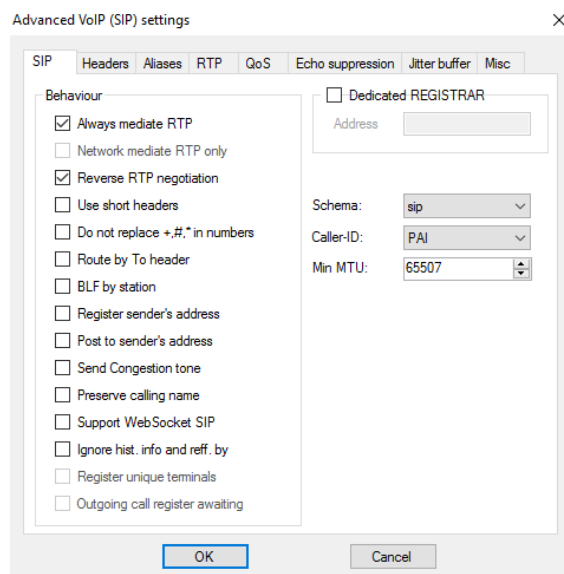 Advanced VoIP (SIP) settings
SIP Headers Aliases RTP QoS Echo suppression Jitter buffer Misc
Behaviour
Always mediate RTP
Network mediate RTP only
Reverse RTP negotiation
Use short headers
Do not replace +,#,* in numbers
Route by To header
BLF by station
Register sender's address
Post to sender's address
Send Congestion tone
Preserve calling name
Support WebSocket SIP
Ignore hist. info and reff. by
Register unique terminals
Outgoing call register awaiting
Dedicated REGISTRAR
Address
Schema: sip
Caller-ID: PAI
Min MTU: 65507
OK Cancel